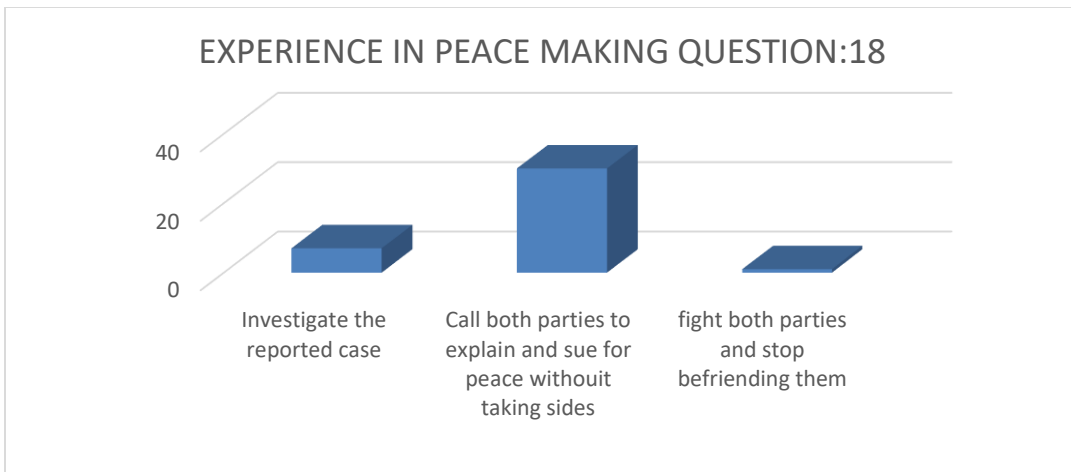 EXPERIENCE IN PEACE MAKING QUESTION:18
40
20
0
Investigate the
reported case
Call both parties to
explain and sue for
peace withouit
taking sides
fight both parties
and stop
befriending them